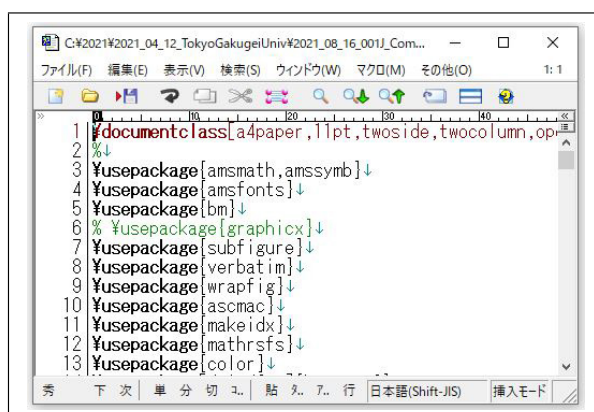 C:¥2021¥2021_04_12_TokyoGakugeiUniv¥2021_08_16_001J_Com...
ファイル(F) 編集(E) 表示(V) 検索(S) ウィンドウ(W) マクロ(M) その他(O) 1: 1
0 10 20 30 40
1 ¥documentclass[a4paper,11pt,twoside,twocolumn,op
2 %↓
3 ¥usepackage{amsmath,amssymb}↓
4 ¥usepackage{amsfonts}↓
5 ¥usepackage{bm}↓
6 % ¥usepackage{graphicx}↓
7 ¥usepackage{subfigure}↓
8 ¥usepackage{verbatim}↓
9 ¥usepackage{wrapfig}↓
10 ¥usepackage{ascmac}↓
11 ¥usepackage{makeidx}↓
12 ¥usepackage{mathrsfs}↓
13 ¥usepackage{color}↓
秀 下 次 単 分 切 コ.. 貼 タ.. ア.. 行 日本語(Shift-JIS) 挿入モード